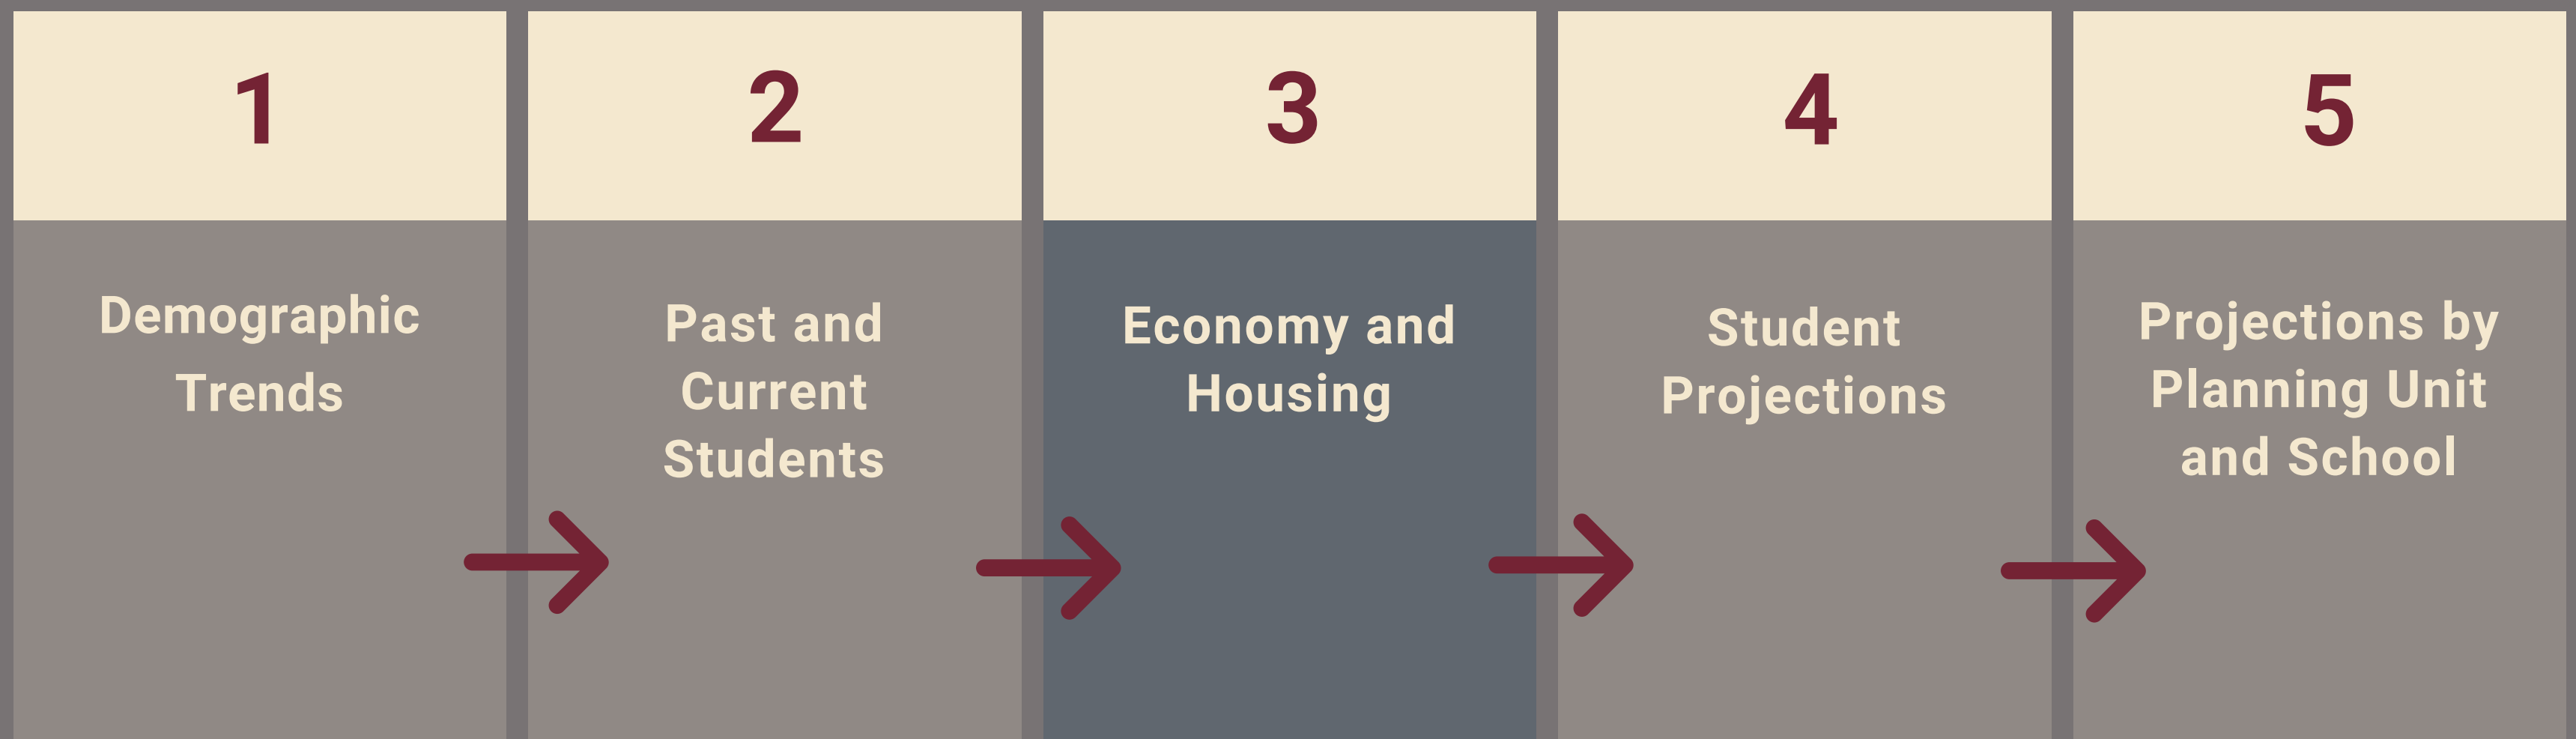 1
Demographic
Trends
2
Past and
Current
Students
3
Economy and
Housing
4
Student
Projections
5
Projections by
Planning Unit
and School